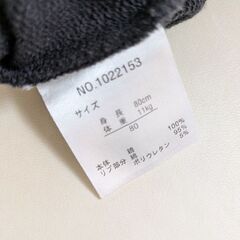 NO.1022153
サイズ
身長 80cm
体重 11kg
80
本体 綿 100%
リブ部分 綿 95%
ポリウレタン 5%